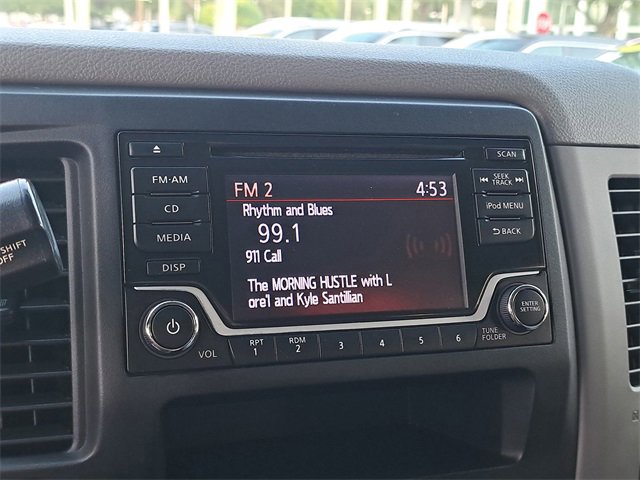 SCAN
FM·AM
CD
MEDIA
DISP
VOL
FM 2 4:53
Rhythm and Blues
99.1
911 Call
The MORNING HUSTLE with L
ore'l and Kyle Santillian
SEEK
TRACK
iPod MENU
BACK
ENTER
SETTING
TUNE
FOLDER
RPT
1
RDM
2
3
4
5
6
SHIFT
OFF